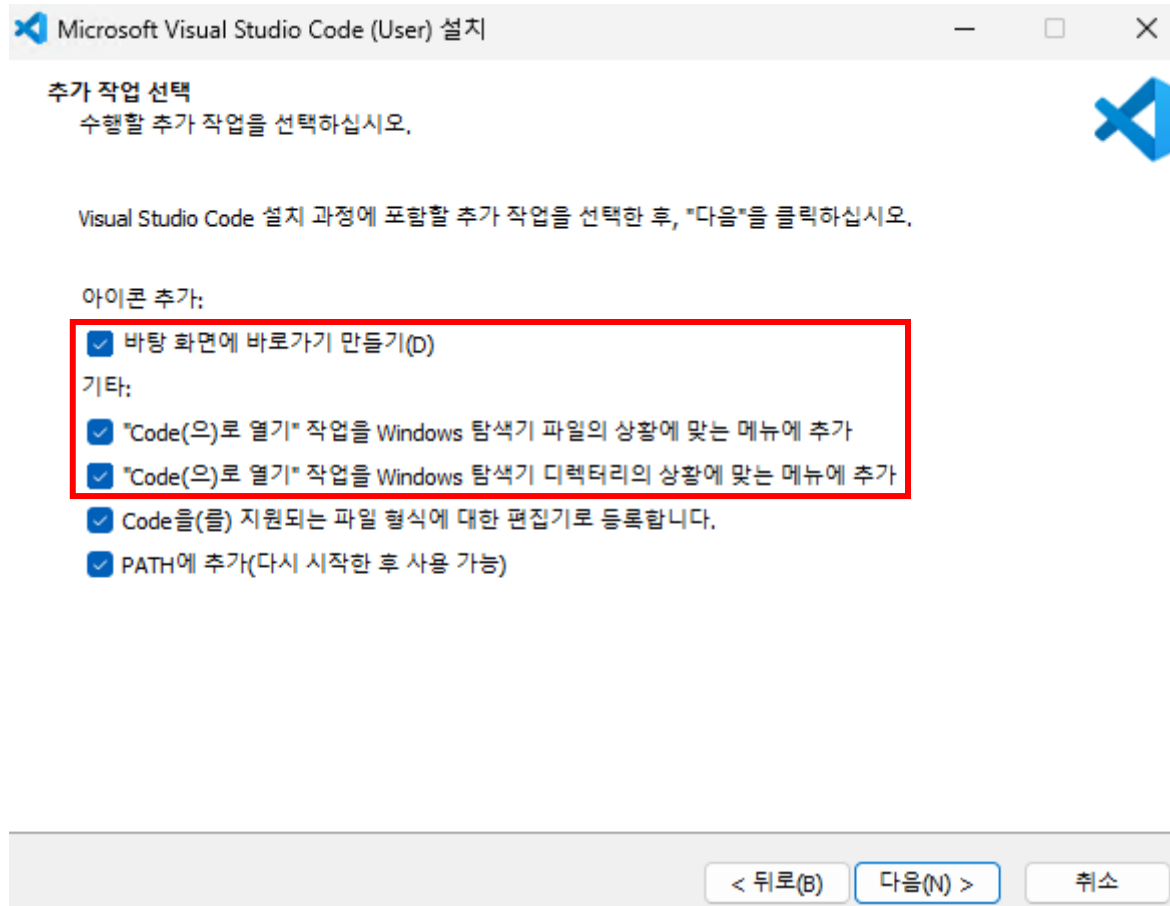 Microsoft Visual Studio Code (User) 설치
추가 작업 선택
수행할 추가 작업을 선택하십시오.
Visual Studio Code 설치 과정에 포함할 추가 작업을 선택한 후, "다음"을 클릭하십시오.
아이콘 추가:
바탕 화면에 바로가기 만들기(D)
기타:
"Code(으)로 열기" 작업을 Windows 탐색기 파일의 상황에 맞는 메뉴에 추가
"Code(으)로 열기" 작업을 Windows 탐색기 디렉터리의 상황에 맞는 메뉴에 추가
Code을(를) 지원되는 파일 형식에 대한 편집기로 등록합니다.
PATH에 추가(다시 시작한 후 사용 가능)
< 뒤로(B) 다음(N) > 취소